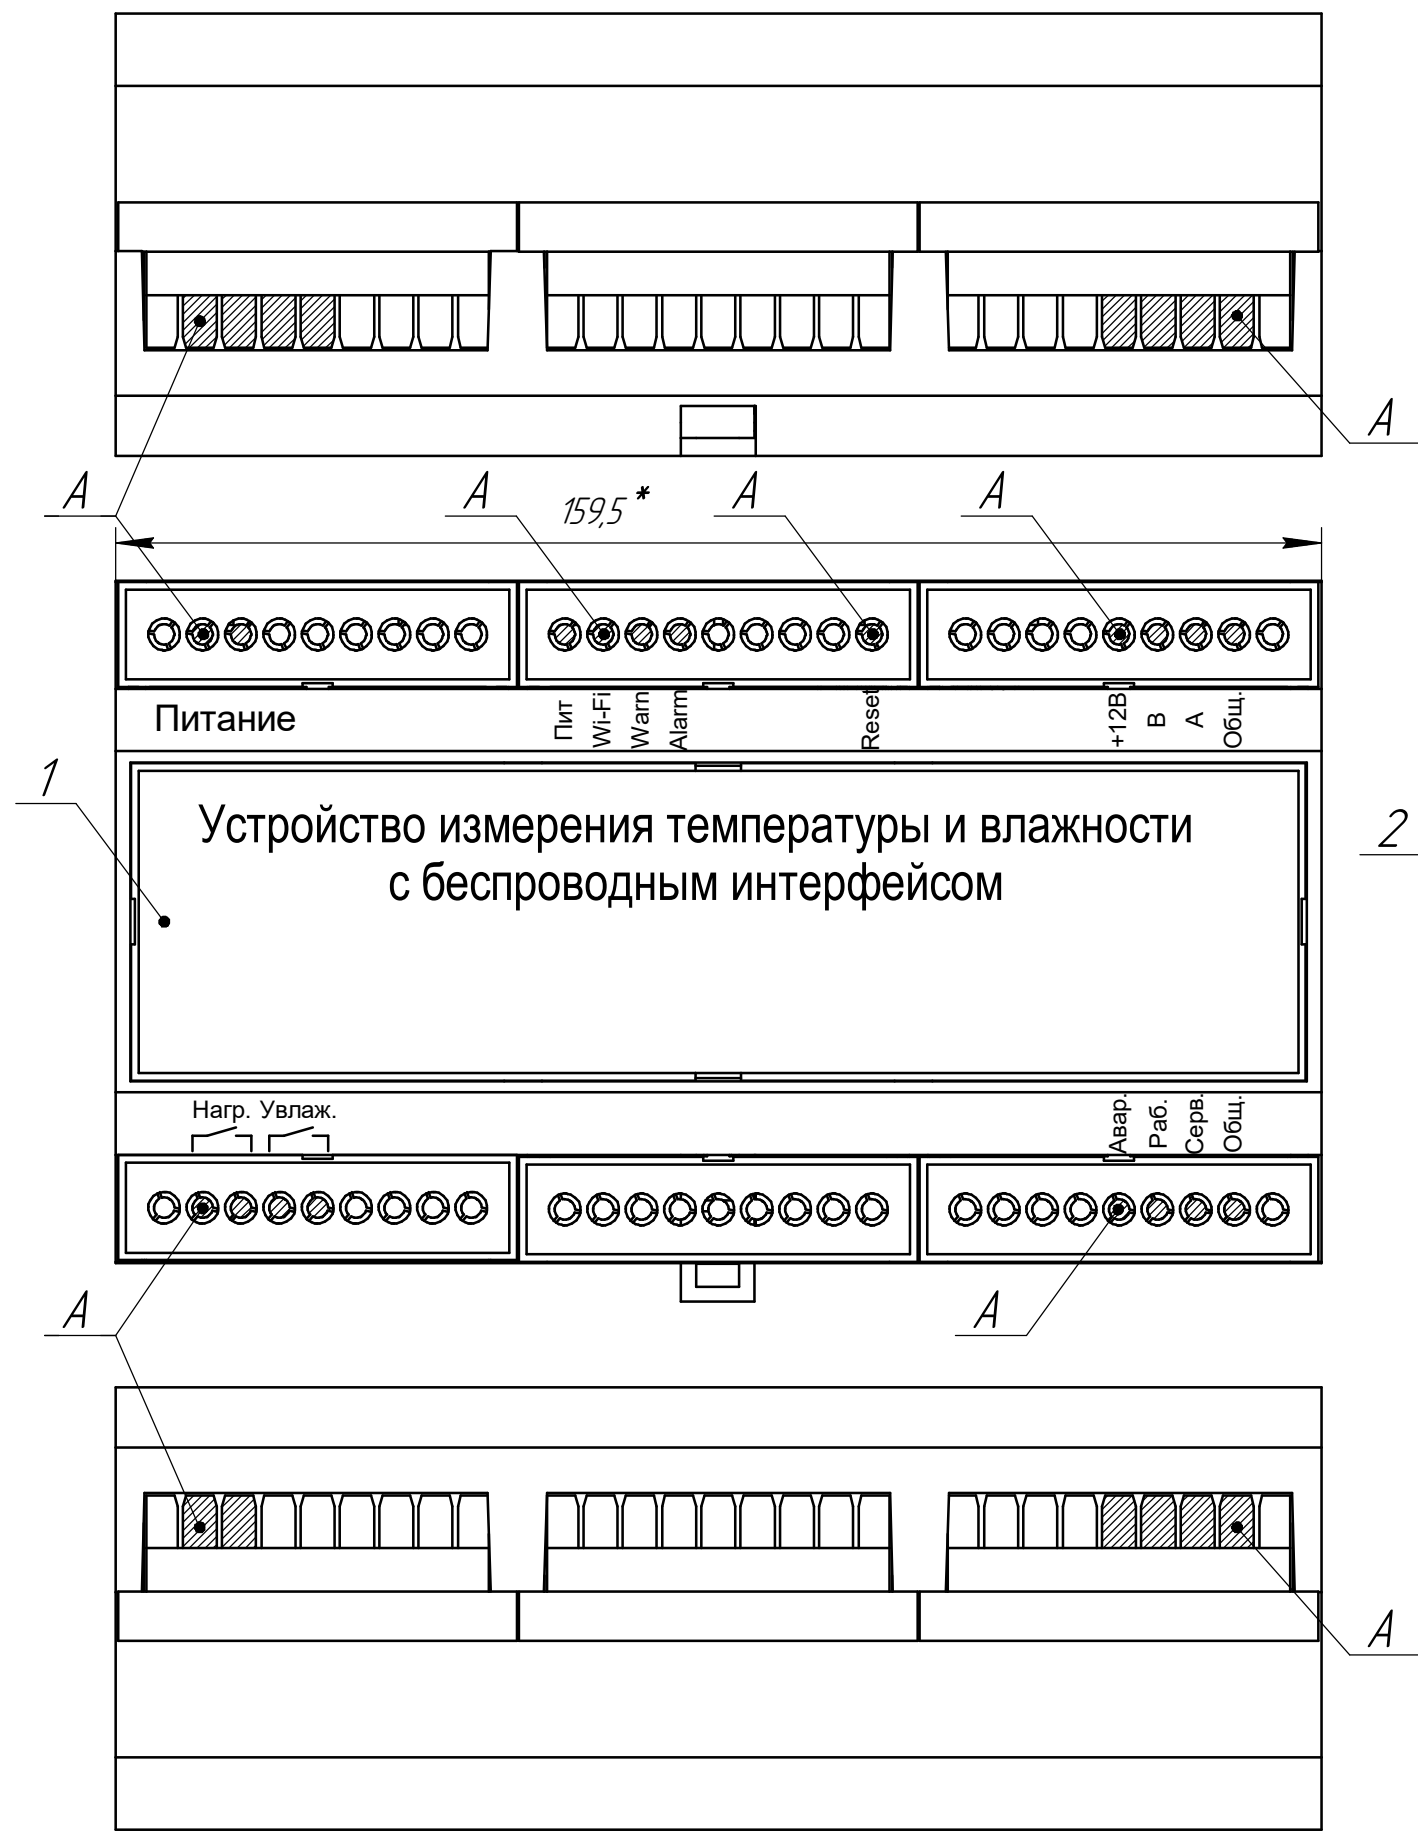 А
А
А
159,5*
А
А
Питание
Пит
Wi-Fi
Warn
Alarm
Reset
+12В
В
А
Общ.
1
Устройство измерения температуры и влажности
с беспроводным интерфейсом
2
Нагр. Увлаж.
Авар.
Раб.
Серв.
Общ.
А
А
А